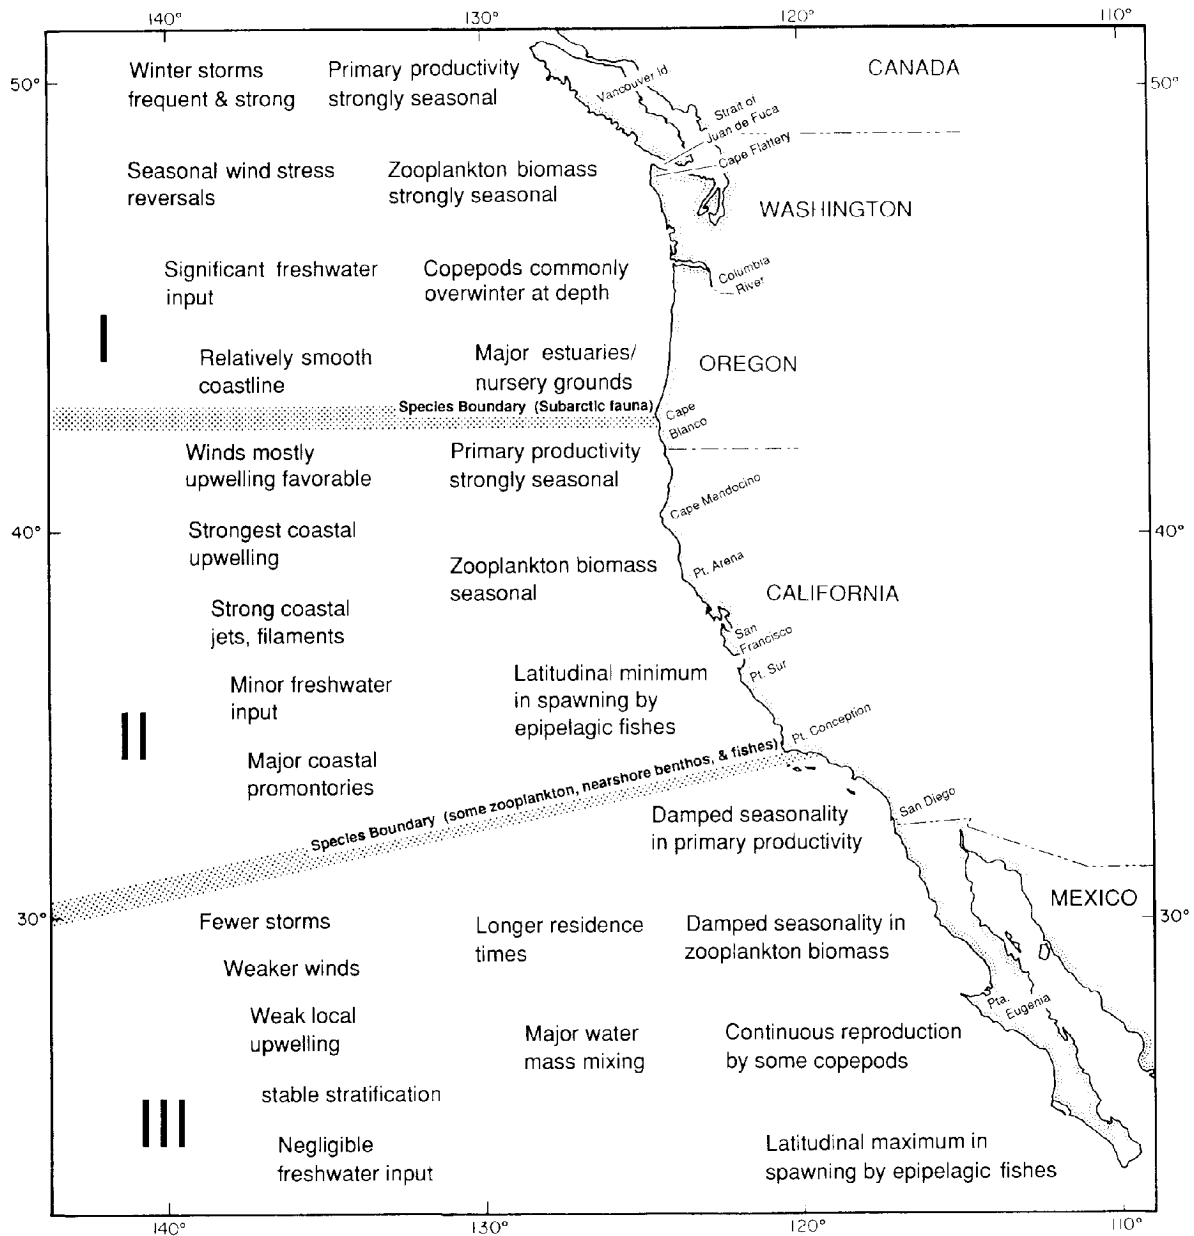 140°
130°
120°
110°
50°
50°
Winter storms
frequent & strong
Primary productivity
strongly seasonal
Vancouver Id
CANADA
Strait of
Juan de Fuca
Cape Flattery
Seasonal wind stress
reversals
Zooplankton biomass
strongly seasonal
WASHINGTON
Significant freshwater
input
Copepods commonly
overwinter at depth
Columbia
River
I
Relatively smooth
coastline
Major estuaries/
nursery grounds
OREGON
Species Boundary (Subarctic fauna)
Cape
Blanco
Winds mostly
upwelling favorable
Primary productivity
strongly seasonal
Cape Mendocino
40°
40°
Strongest coastal
upwelling
Zooplankton biomass
seasonal
Pt. Arena
CALIFORNIA
Strong coastal
jets, filaments
San
Francisco
Pt. Sur
Minor freshwater
input
Latitudinal minimum
in spawning by
epipelagic fishes
II
Pt. Conception
Major coastal
promontories
Species Boundary (some zooplankton, nearshore benthos, & fishes)
San Diego
Damped seasonality
in primary productivity
MEXICO
30°
30°
Fewer storms
Longer residence
times
Damped seasonality in
zooplankton biomass
Weaker winds
Pta.
Eugenia
Weak local
upwelling
Major water
mass mixing
Continuous reproduction
by some copepods
stable stratification
III
Negligible
freshwater input
Latitudinal maximum in
spawning by epipelagic fishes
140°
130°
120°
110°